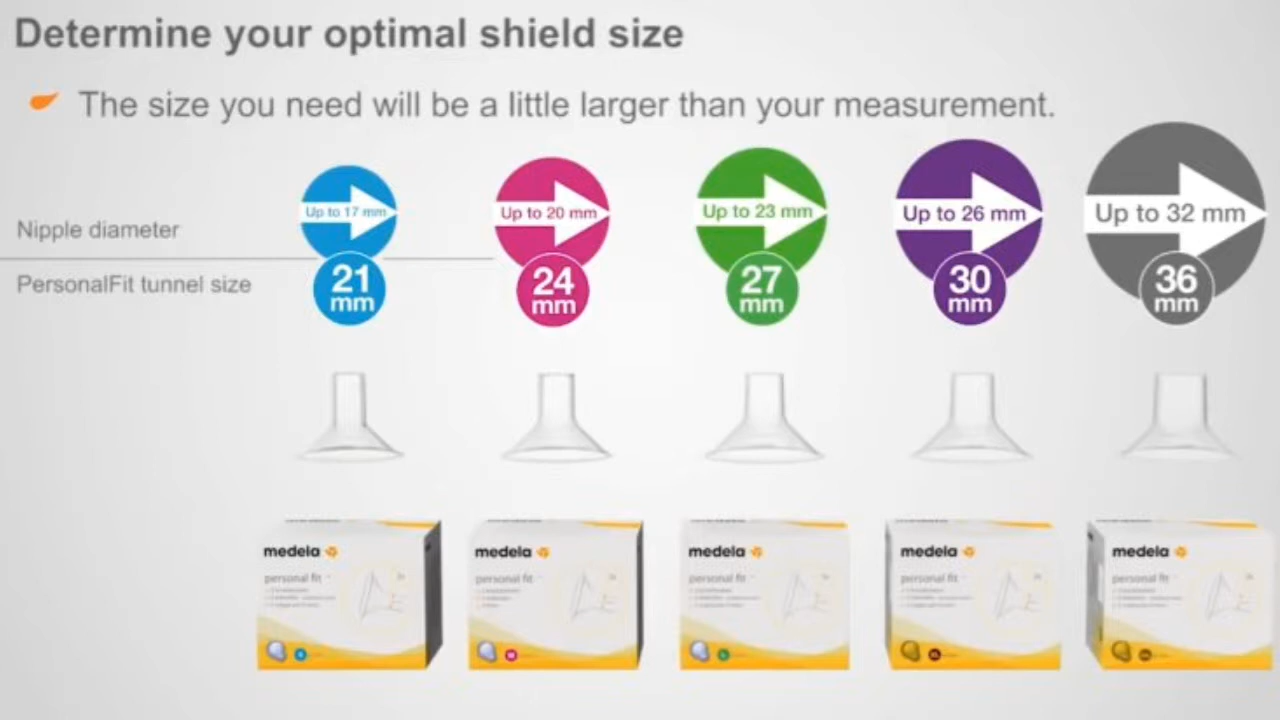 Determine your optimal shield size
The size you need will be a little larger than your measurement.
Nipple diameter
Up to 17 mm
Up to 20 mm
Up to 23 mm
Up to 26 mm
Up to 32 mm
PersonalFit tunnel size
21 mm
24 mm
27 mm
30 mm
36 mm
medela
personal fit
medela
personal fit
medela
personal fit
medela
personal fit
medela
personal fit